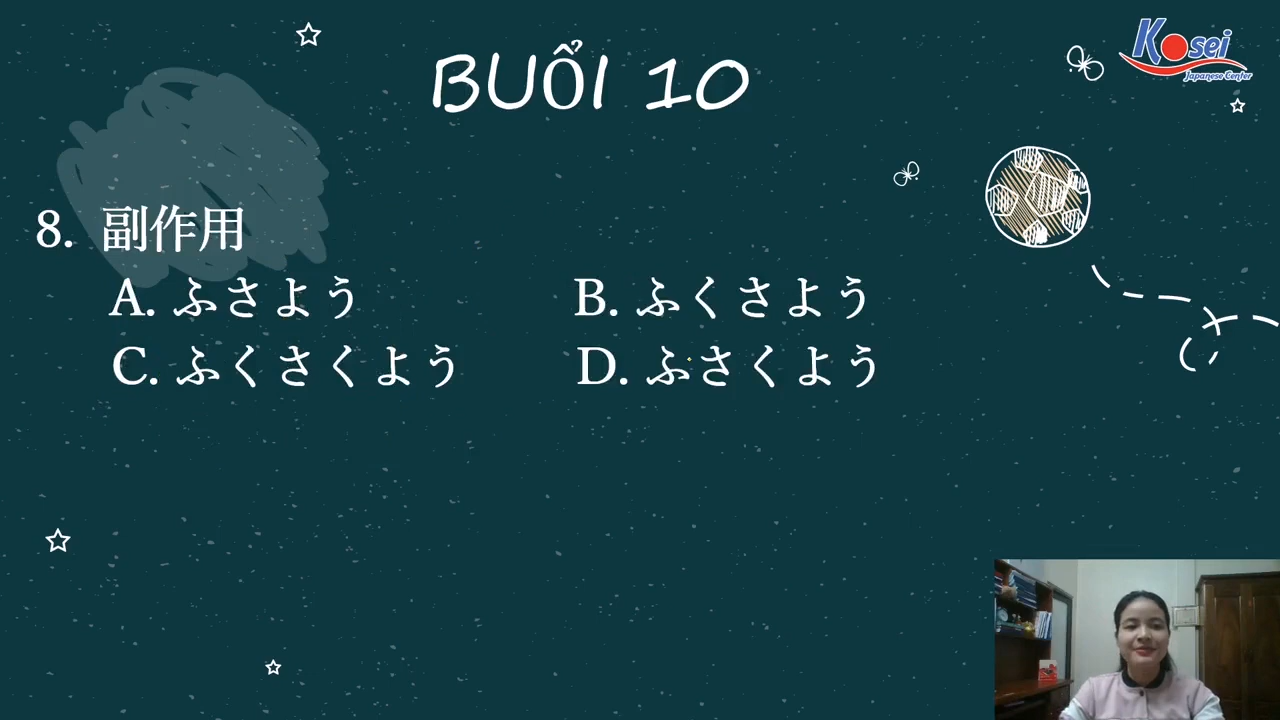 BUỔI 10
Kosei
Japanese Center
8. 副作用
A. ふさよう B. ふくさよう
C. ふくさくよう D. ふさくよう